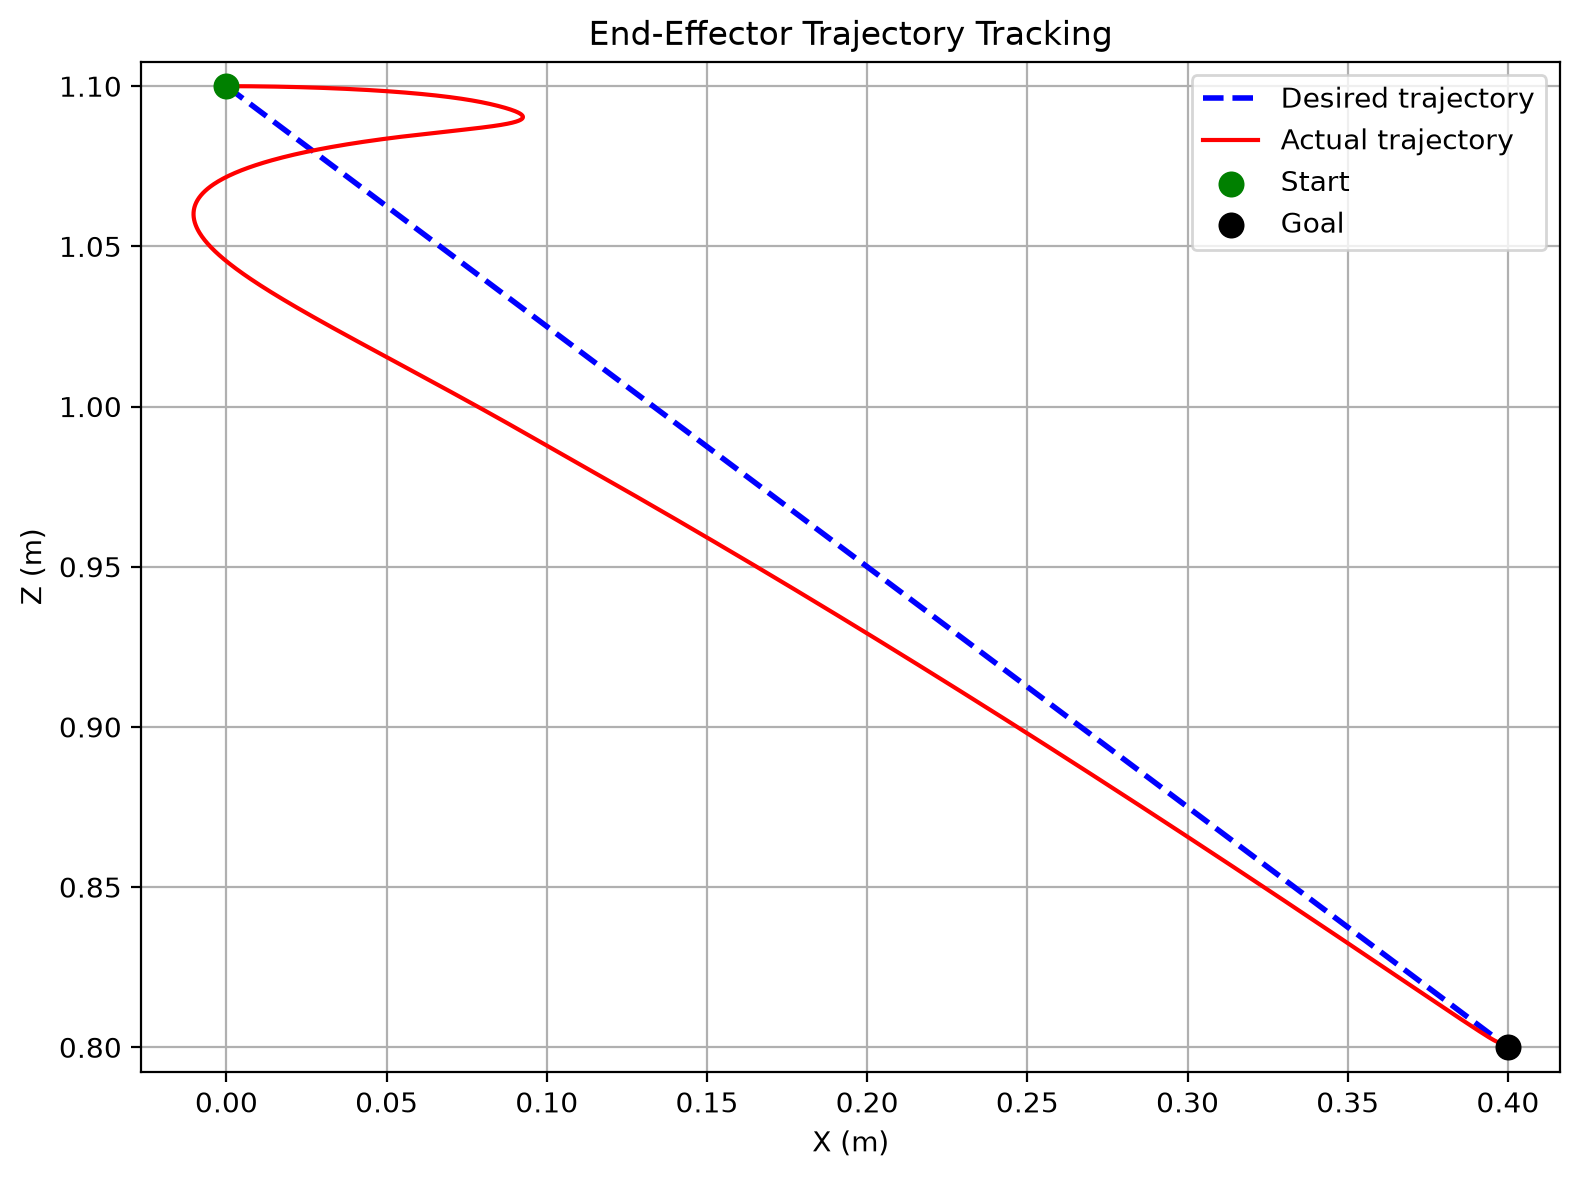 End-Effector Trajectory Tracking
Desired trajectory
Actual trajectory
Start
Goal
Z (m)
1.10
1.05
1.00
0.95
0.90
0.85
0.80
0.00 0.05 0.10 0.15 0.20 0.25 0.30 0.35 0.40
X (m)